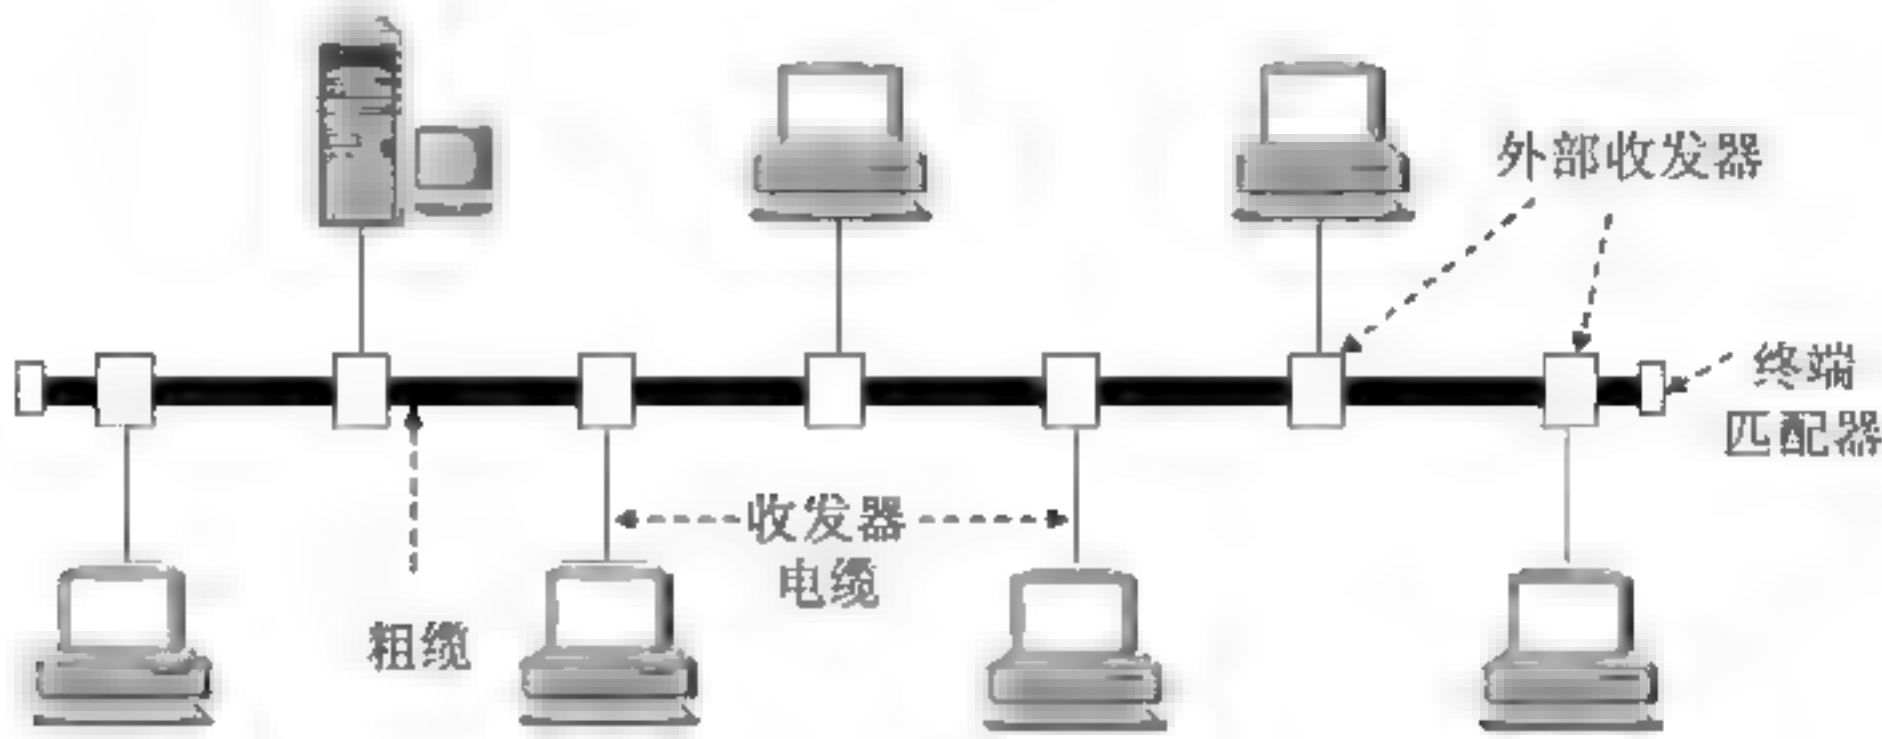 外部收发器
终端
匹配器
收发器
电缆
粗缆